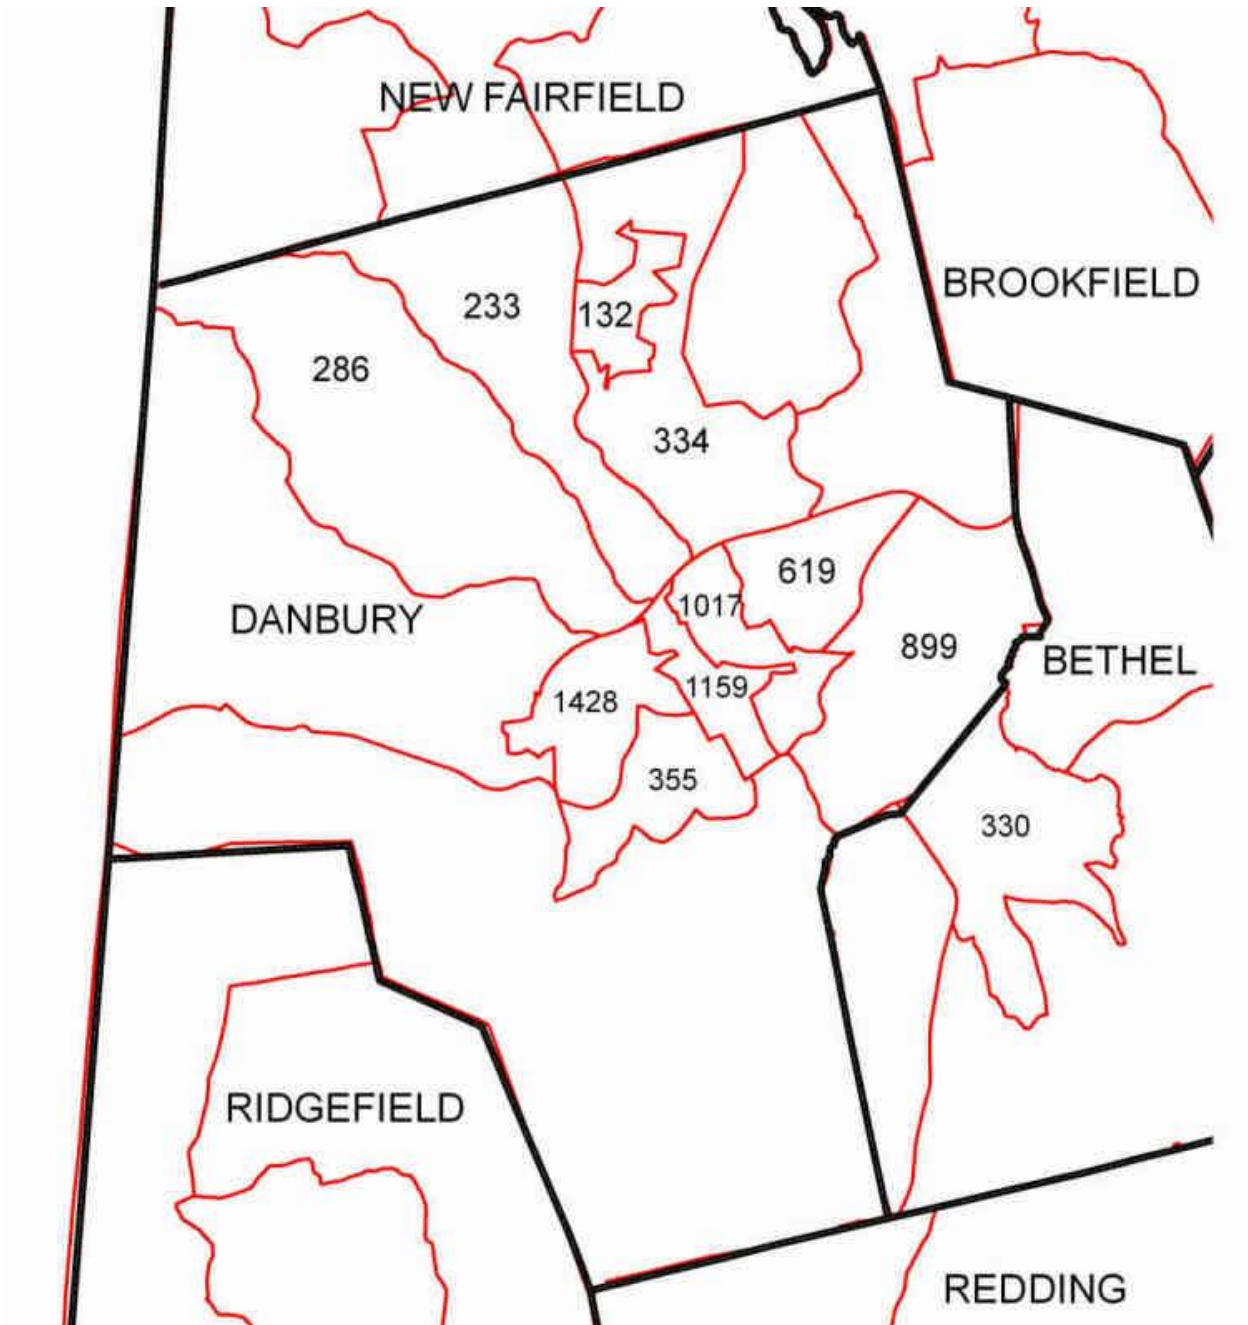 NEW FAIRFIELD
BROOKFIELD
233
132
286
334
619
1017
DANBURY
899
BETHEL
1159
1428
355
330
RIDGEFIELD
REDDING